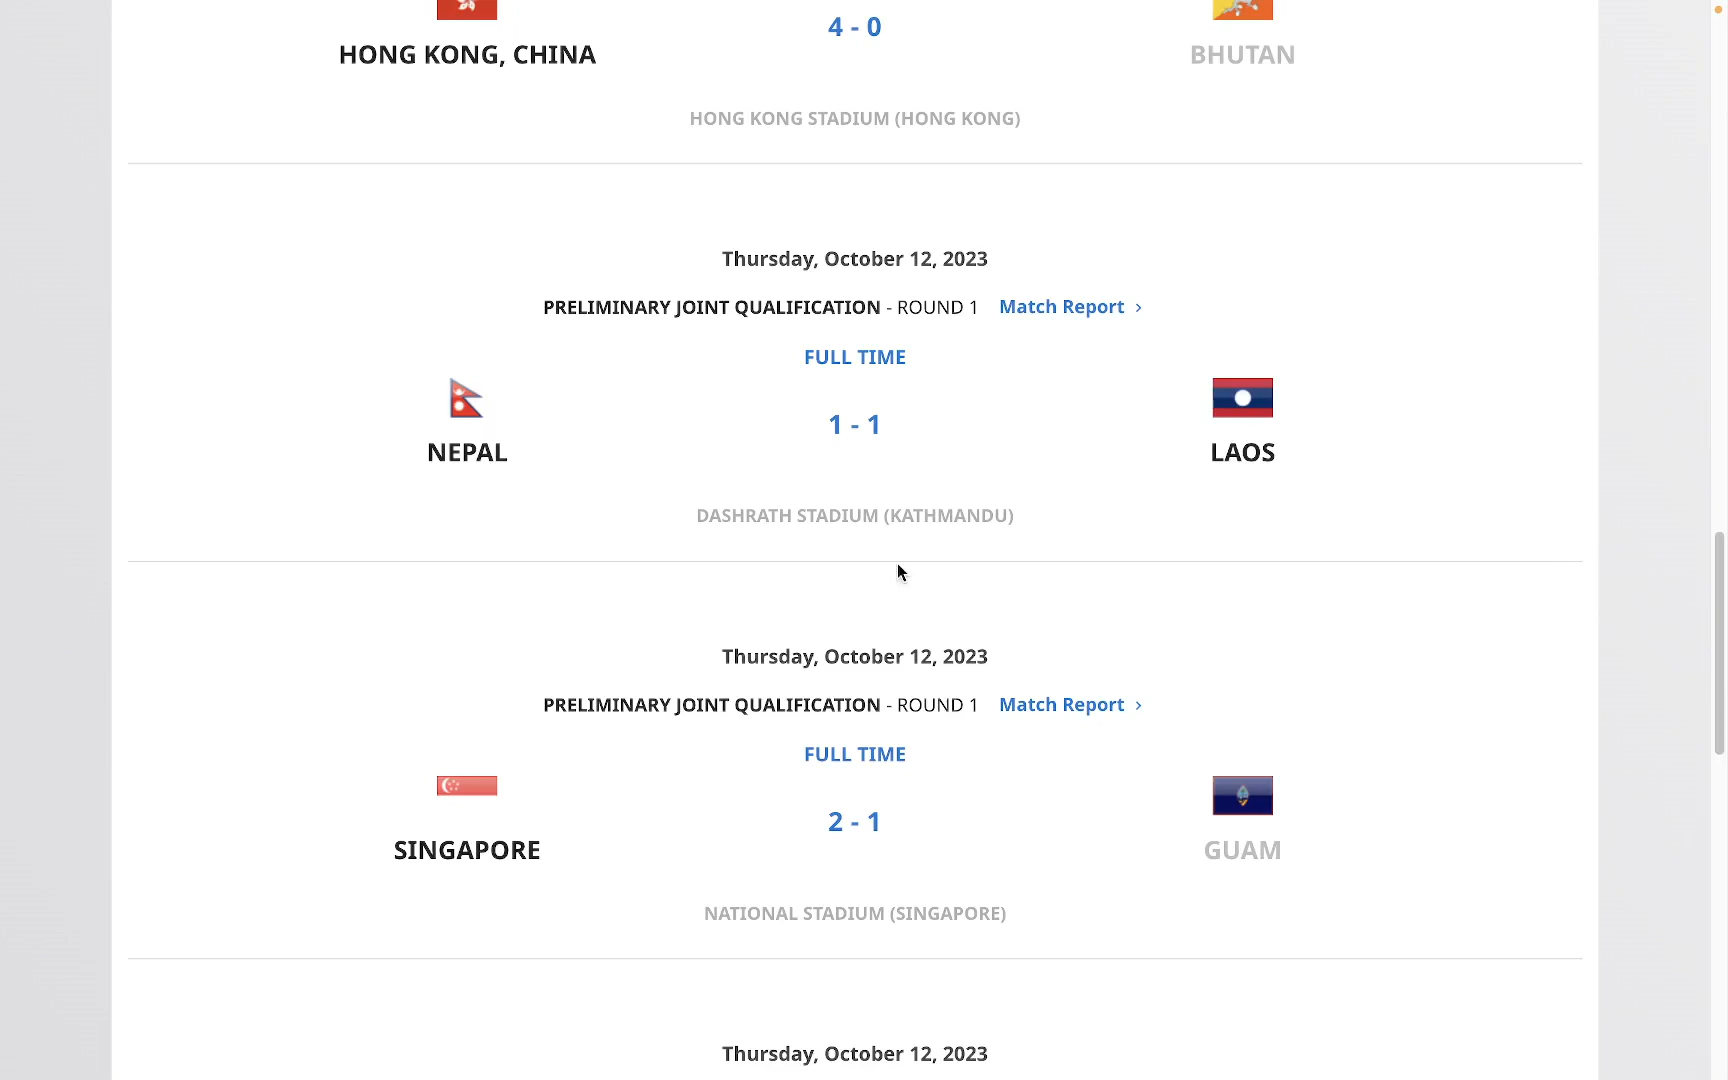 4 - 0
HONG KONG, CHINA
BHUTAN
HONG KONG STADIUM (HONG KONG)
Thursday, October 12, 2023
PRELIMINARY JOINT QUALIFICATION - ROUND 1 Match Report ›
FULL TIME
1 - 1
NEPAL
LAOS
DASHRATH STADIUM (KATHMANDU)
Thursday, October 12, 2023
PRELIMINARY JOINT QUALIFICATION - ROUND 1 Match Report ›
FULL TIME
2 - 1
SINGAPORE
GUAM
NATIONAL STADIUM (SINGAPORE)
Thursday, October 12, 2023